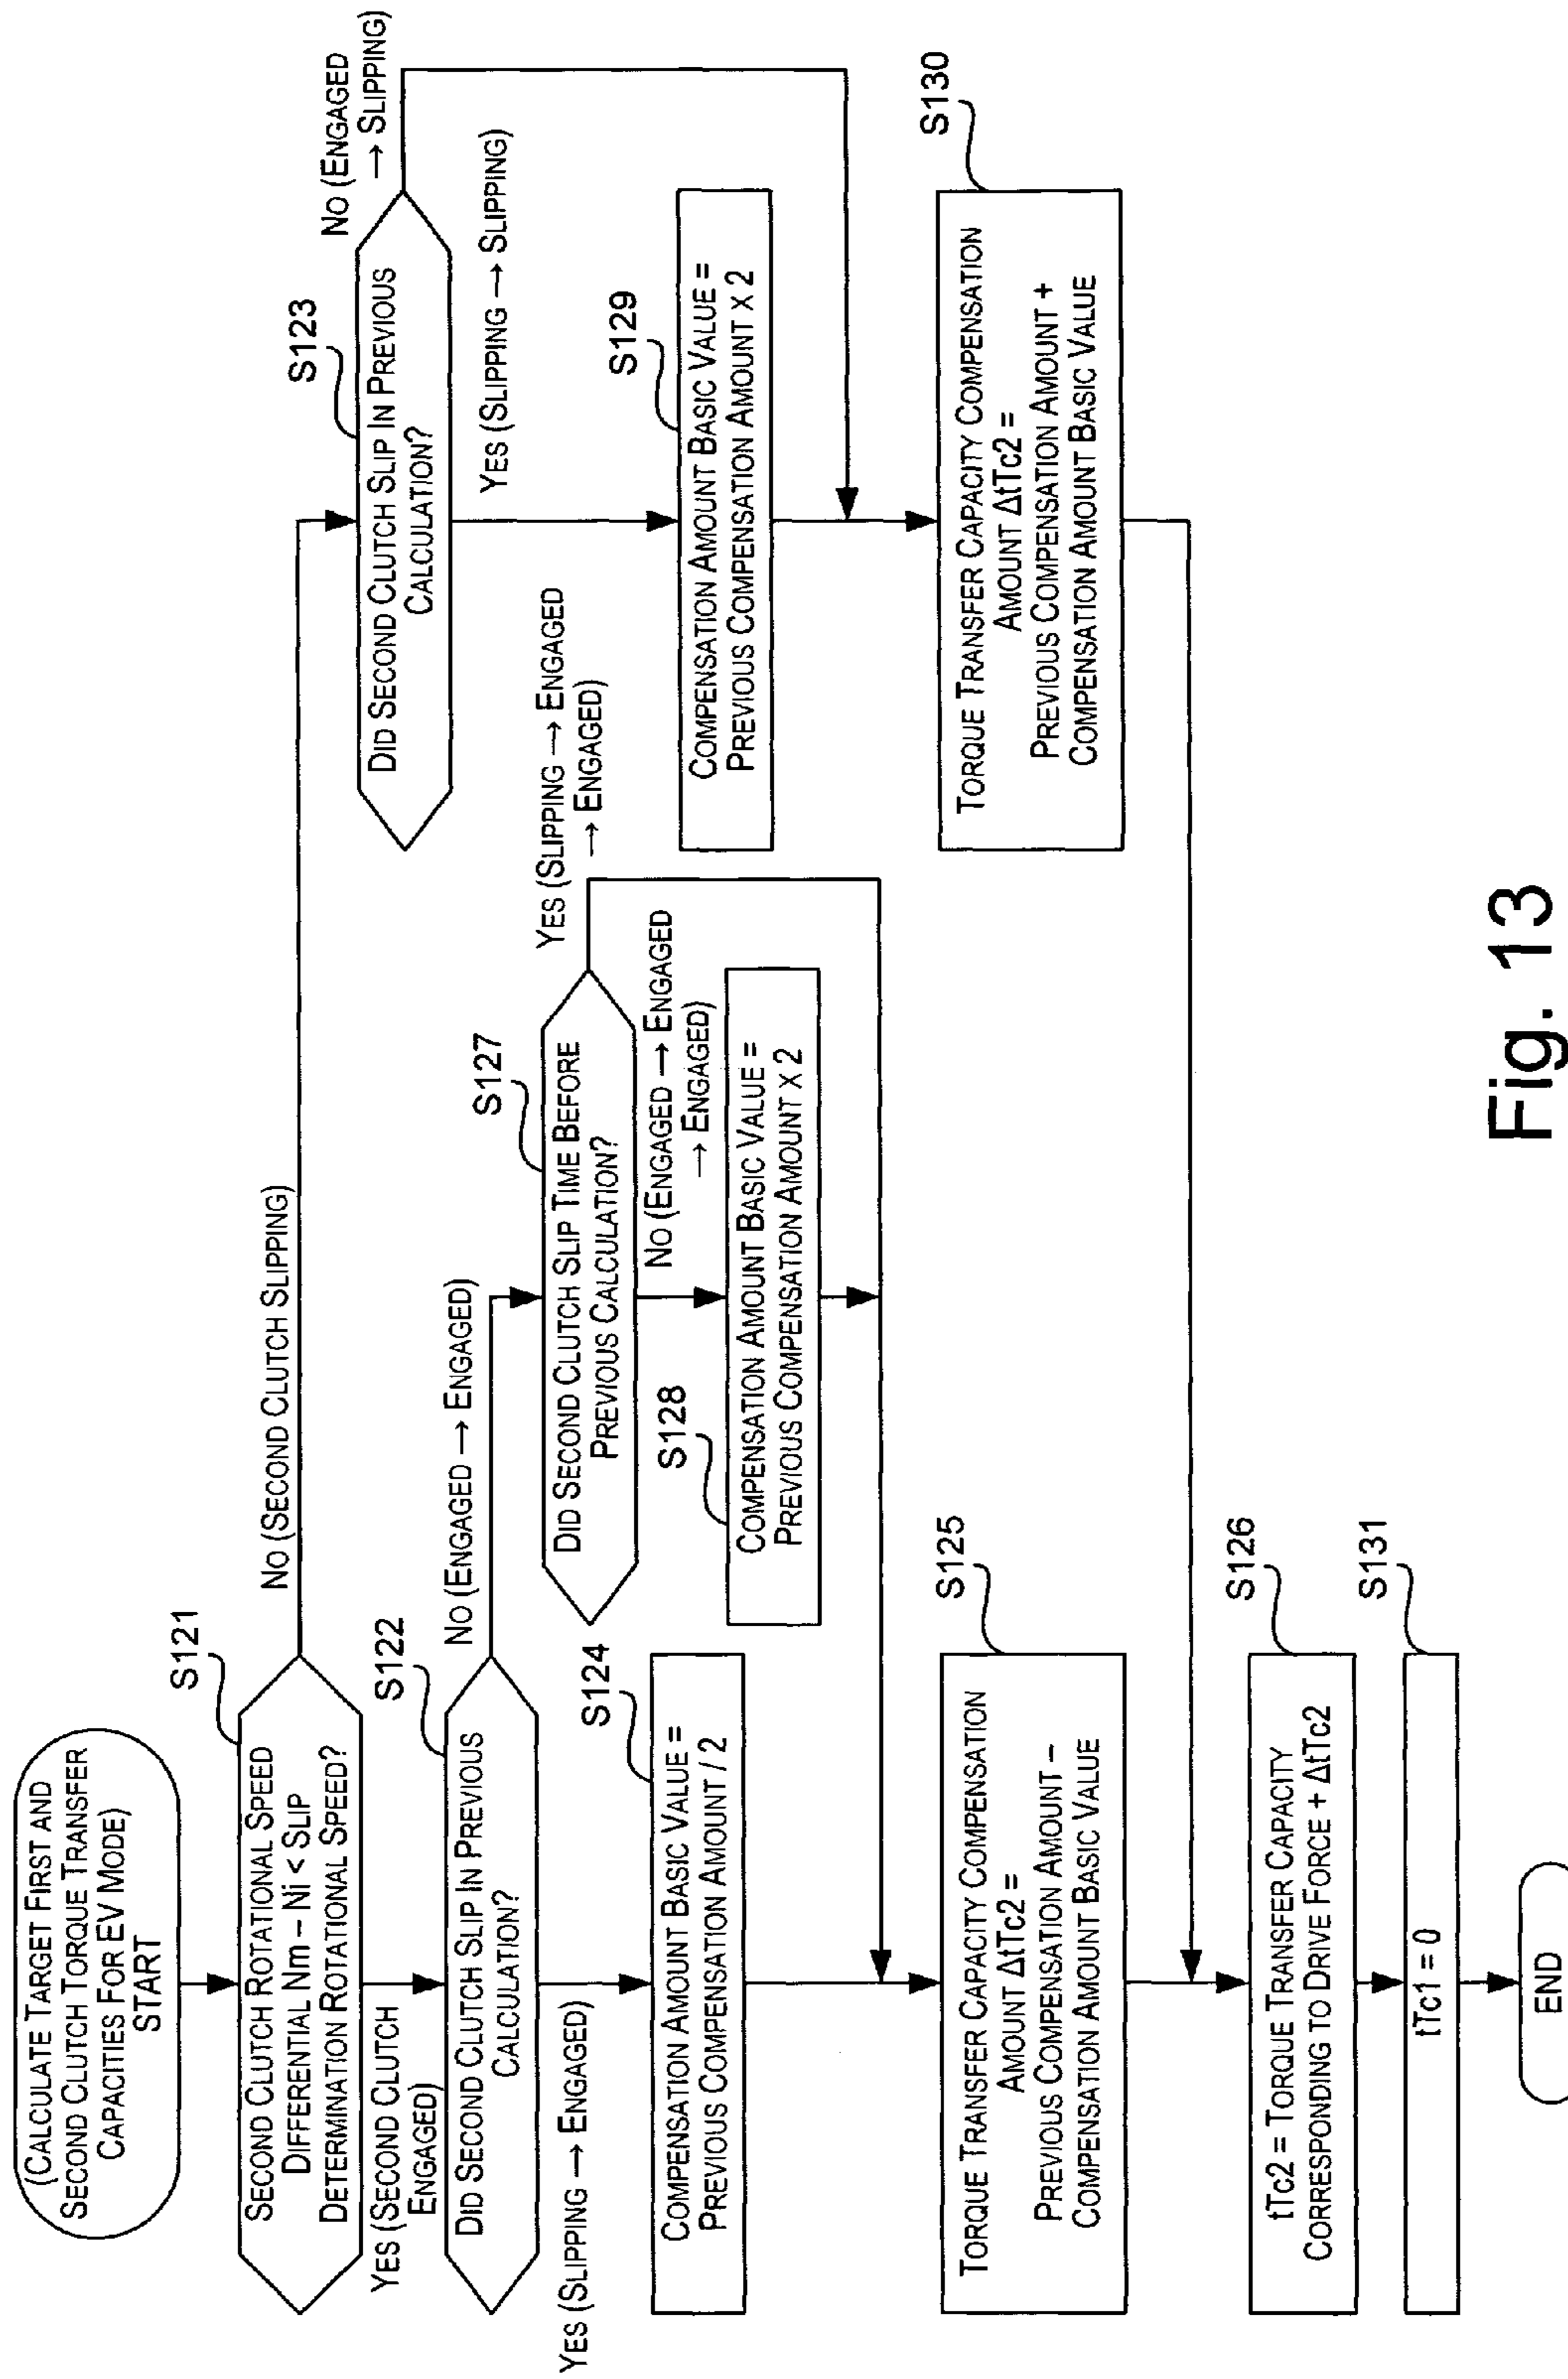 (CALCULATE TARGET FIRST AND
SECOND CLUTCH TORQUE TRANSFER
CAPACITIES FOR EV MODE)
START
S121
SECOND CLUTCH ROTATIONAL SPEED
DIFFERENTIAL Nm – Ni < SLIP
DETERMINATION ROTATIONAL SPEED?
NO (SECOND CLUTCH SLIPPING)
YES (SECOND CLUTCH
ENGAGED)
S122
DID SECOND CLUTCH SLIP IN PREVIOUS
CALCULATION?
NO (ENGAGED → ENGAGED)
YES (SLIPPING → ENGAGED)
S123
DID SECOND CLUTCH SLIP IN PREVIOUS
CALCULATION?
NO (ENGAGED
→ SLIPPING)
YES (SLIPPING → SLIPPING)
S124
COMPENSATION AMOUNT BASIC VALUE =
PREVIOUS COMPENSATION AMOUNT / 2
S127
DID SECOND CLUTCH SLIP TIME BEFORE
PREVIOUS CALCULATION?
YES (SLIPPING → ENGAGED
→ ENGAGED)
NO (ENGAGED → ENGAGED
→ ENGAGED)
S128
COMPENSATION AMOUNT BASIC VALUE =
PREVIOUS COMPENSATION AMOUNT X 2
S129
COMPENSATION AMOUNT BASIC VALUE =
PREVIOUS COMPENSATION AMOUNT X 2
S125
TORQUE TRANSFER CAPACITY COMPENSATION
AMOUNT ΔtTc2 =
PREVIOUS COMPENSATION AMOUNT –
COMPENSATION AMOUNT BASIC VALUE
S130
TORQUE TRANSFER CAPACITY COMPENSATION
AMOUNT ΔtTc2 =
PREVIOUS COMPENSATION AMOUNT +
COMPENSATION AMOUNT BASIC VALUE
S126
tTc2 = TORQUE TRANSFER CAPACITY
CORRESPONDING TO DRIVE FORCE + ΔtTc2
S131
tTc1 = 0
END
Fig. 13